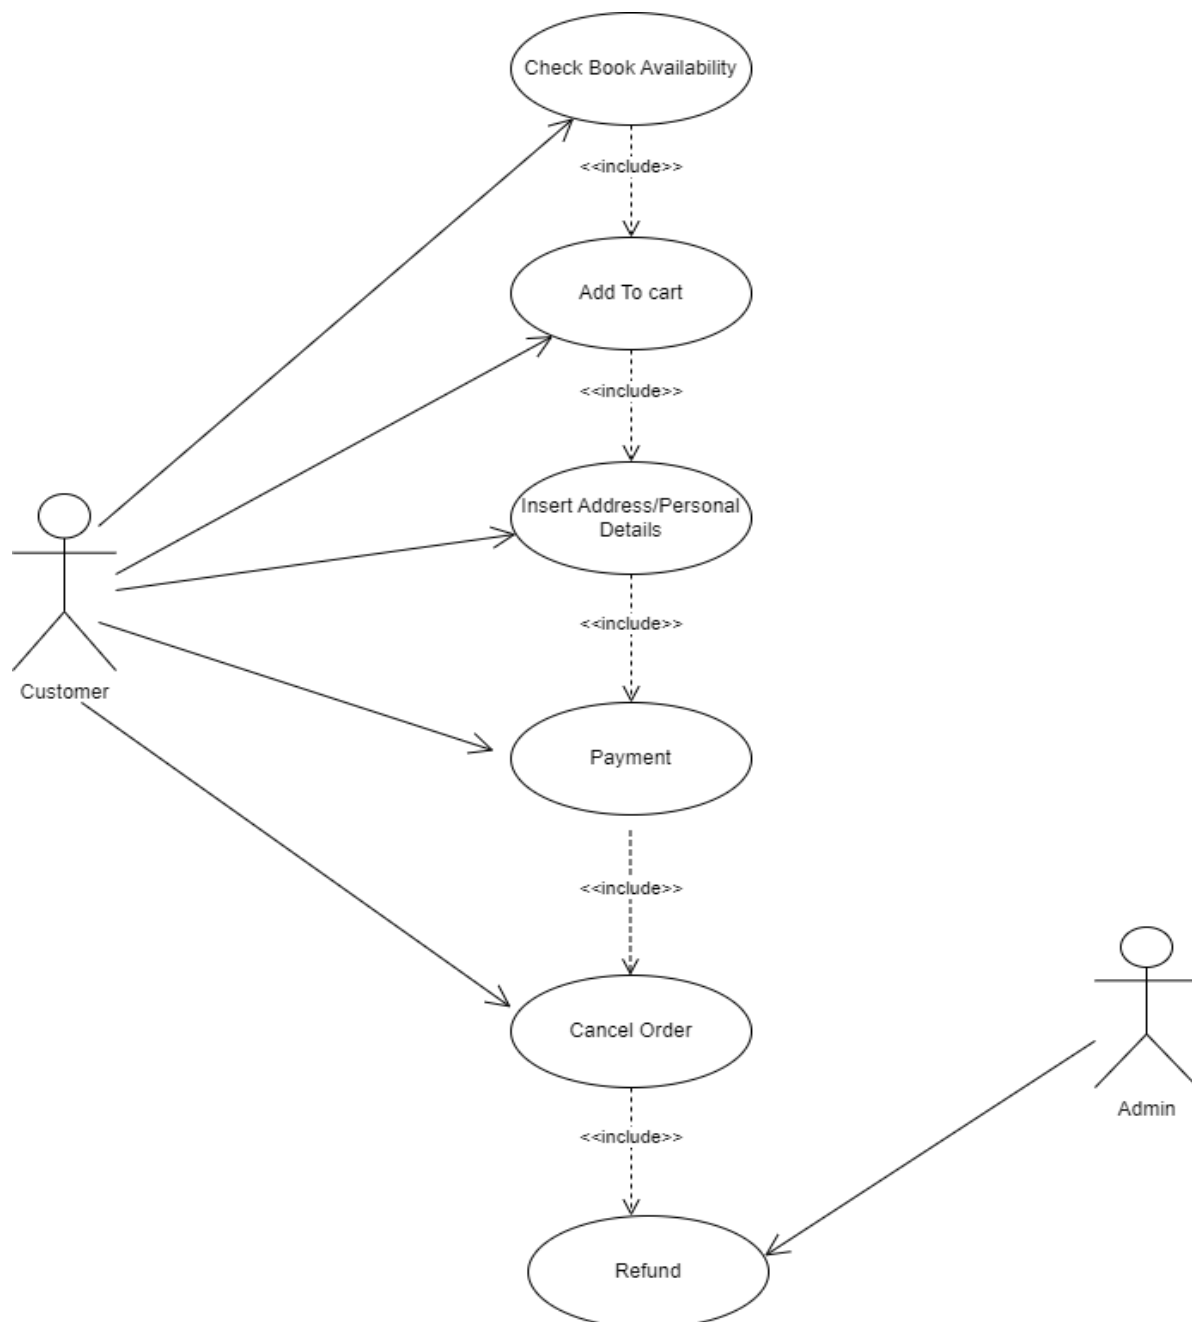 Check Book Availability
<<include>>
Add To cart
<<include>>
Insert Address/Personal
Details
<<include>>
Customer
Payment
<<include>>
Cancel Order
Admin
<<include>>
Refund